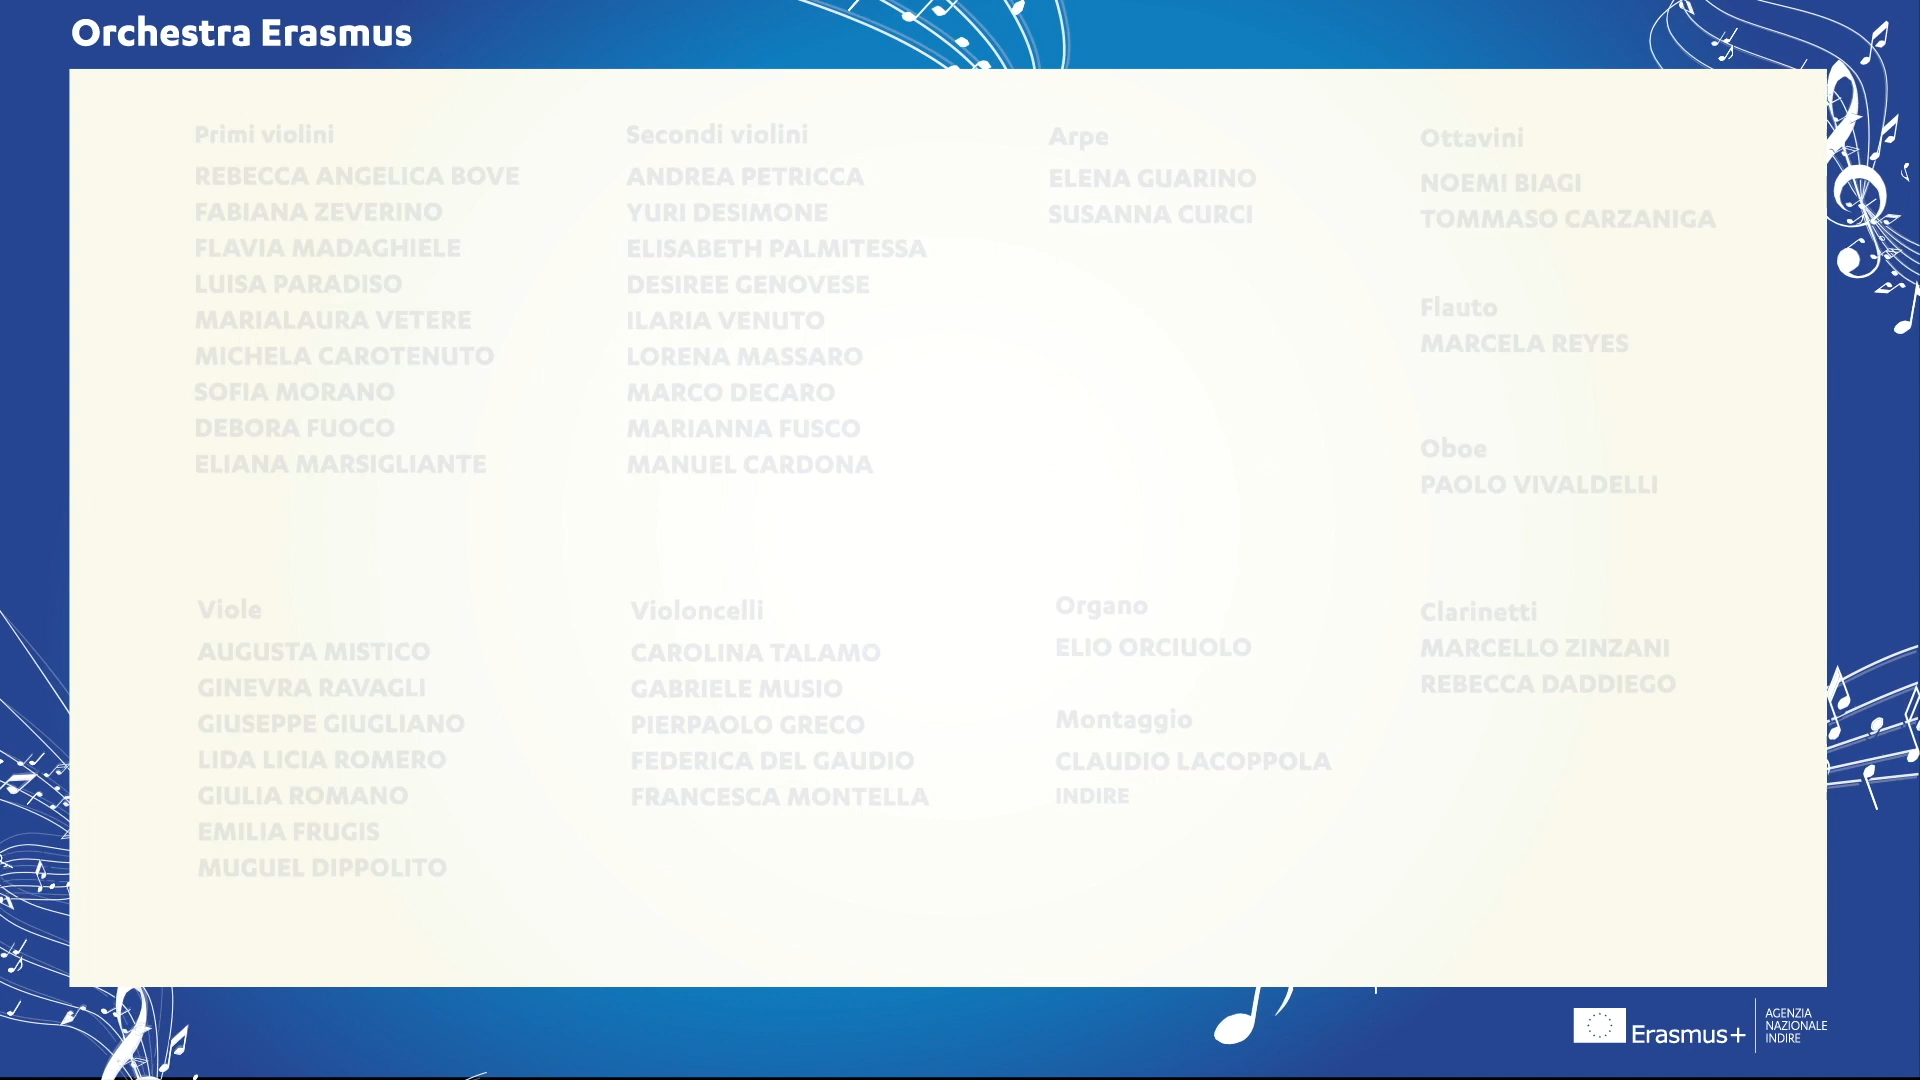 Orchestra Erasmus
Primi violini
REBECCA ANGELICA BOVE
FABIANA ZEVERINO
FLAVIA MADAGHIELE
LUISA PARADISO
MARIALAURA VETERE
MICHELA CAROTENUTO
SOFIA MORANO
DEBORA FUOCO
ELIANA MARSIGLIANTE
Secondi violini
ANDREA PETRICCA
YURI DESIMONE
ELISABETH PALMITESSA
DESIREE GENOVESE
ILARIA VENUTO
LORENA MASSARO
MARCO DECARO
MARIANNA FUSCO
MANUEL CARDONA
Arpe
ELENA GUARINO
SUSANNA CURCI
Ottavini
NOEMI BIAGI
TOMMASO CARZANIGA
Flauto
MARCELA REYES
Oboe
PAOLO VIVALDELLI
Viole
AUGUSTA MISTICO
GINEVRA RAVAGLI
GIUSEPPE GIUGLIANO
LIDA LICIA ROMERO
GIULIA ROMANO
EMILIA FRUGIS
MUGUEL DIPPOLITO
Violoncelli
CAROLINA TALAMO
GABRIELE MUSIO
PIERPAOLO GRECO
FEDERICA DEL GAUDIO
FRANCESCA MONTELLA
Organo
ELIO ORCIUOLO
Montaggio
CLAUDIO LACOPPOLA
INDIRE
Clarinetti
MARCELLO ZINZANI
REBECCA DADDIEGO
Erasmus+
AGENZIA
NAZIONALE
INDIRE